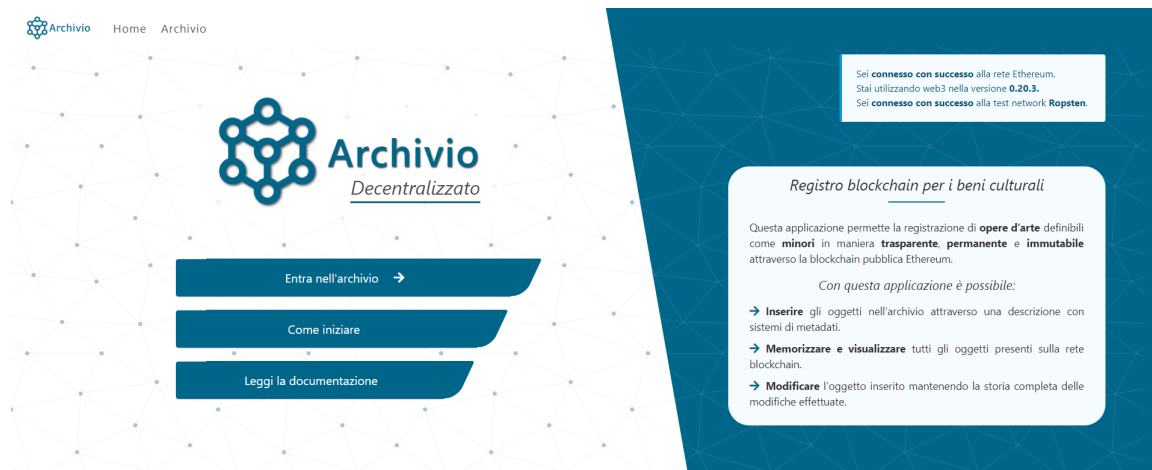 Archivio
Home
Archivio
Sei connesso con successo alla rete Ethereum.
Stai utilizzando web3 nella versione 0.20.3.
Sei connesso con successo alla test network Ropsten.
Archivio
Decentralizzato
Entra nell'archivio
Come iniziare
Leggi la documentazione
Registro blockchain per i beni culturali
Questa applicazione permette la registrazione di opere d'arte definibili
come minori in maniera trasparente, permanente e immutabile
attraverso la blockchain pubblica Ethereum.
Con questa applicazione è possibile:
Inserire gli oggetti nell'archivio attraverso una descrizione con
sistemi di metadati.
Memorizzare e visualizzare tutti gli oggetti presenti sulla rete
blockchain.
Modificare l'oggetto inserito mantenendo la storia completa delle
modifiche effettuate.